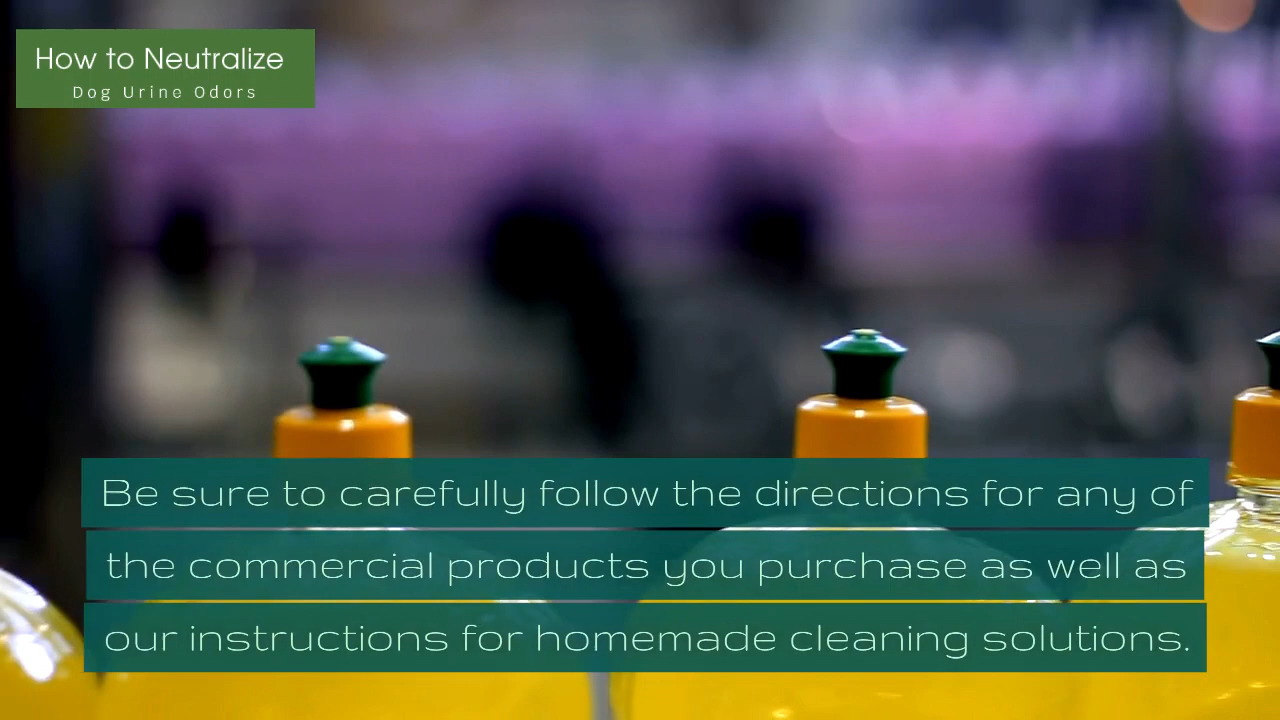 How to Neutralize
Dog Urine Odors
Be sure to carefully follow the directions for any of
the commercial products you purchase as well as
our instructions for homemade cleaning solutions.